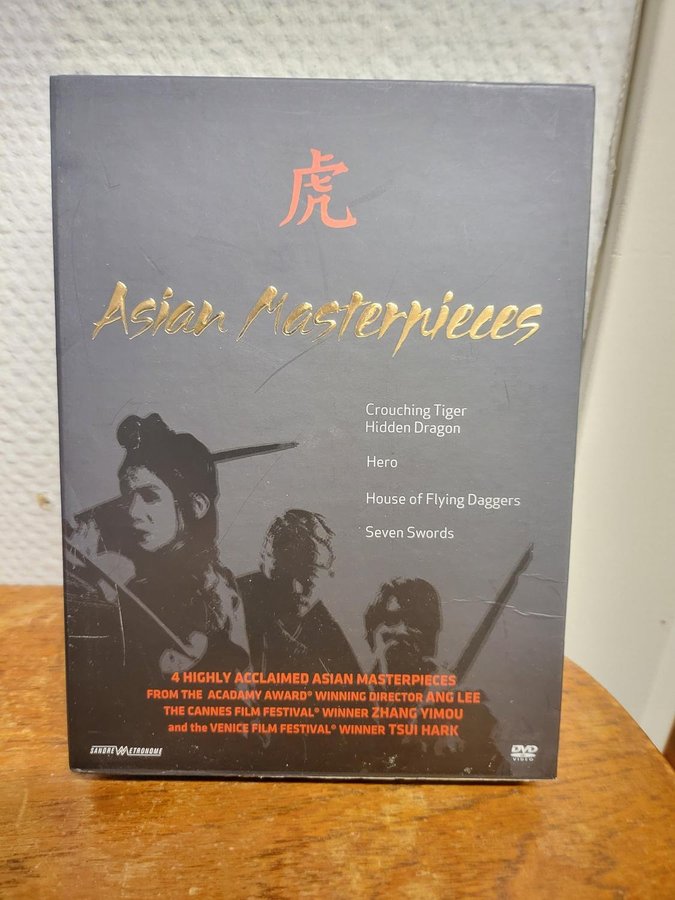 虎
Asian Masterpieces
Crouching Tiger
Hidden Dragon
Hero
House of Flying Daggers
Seven Swords
4 HIGHLY ACCLAIMED ASIAN MASTERPIECES
FROM THE ACADAMY AWARD® WINNING DIRECTOR ANG LEE
THE CANNES FILM FESTIVAL® WINNER ZHANG YIMOU
and the VENICE FILM FESTIVAL® WINNER TSUI HARK
SANDREW METRONOME
DVD
VIDEO